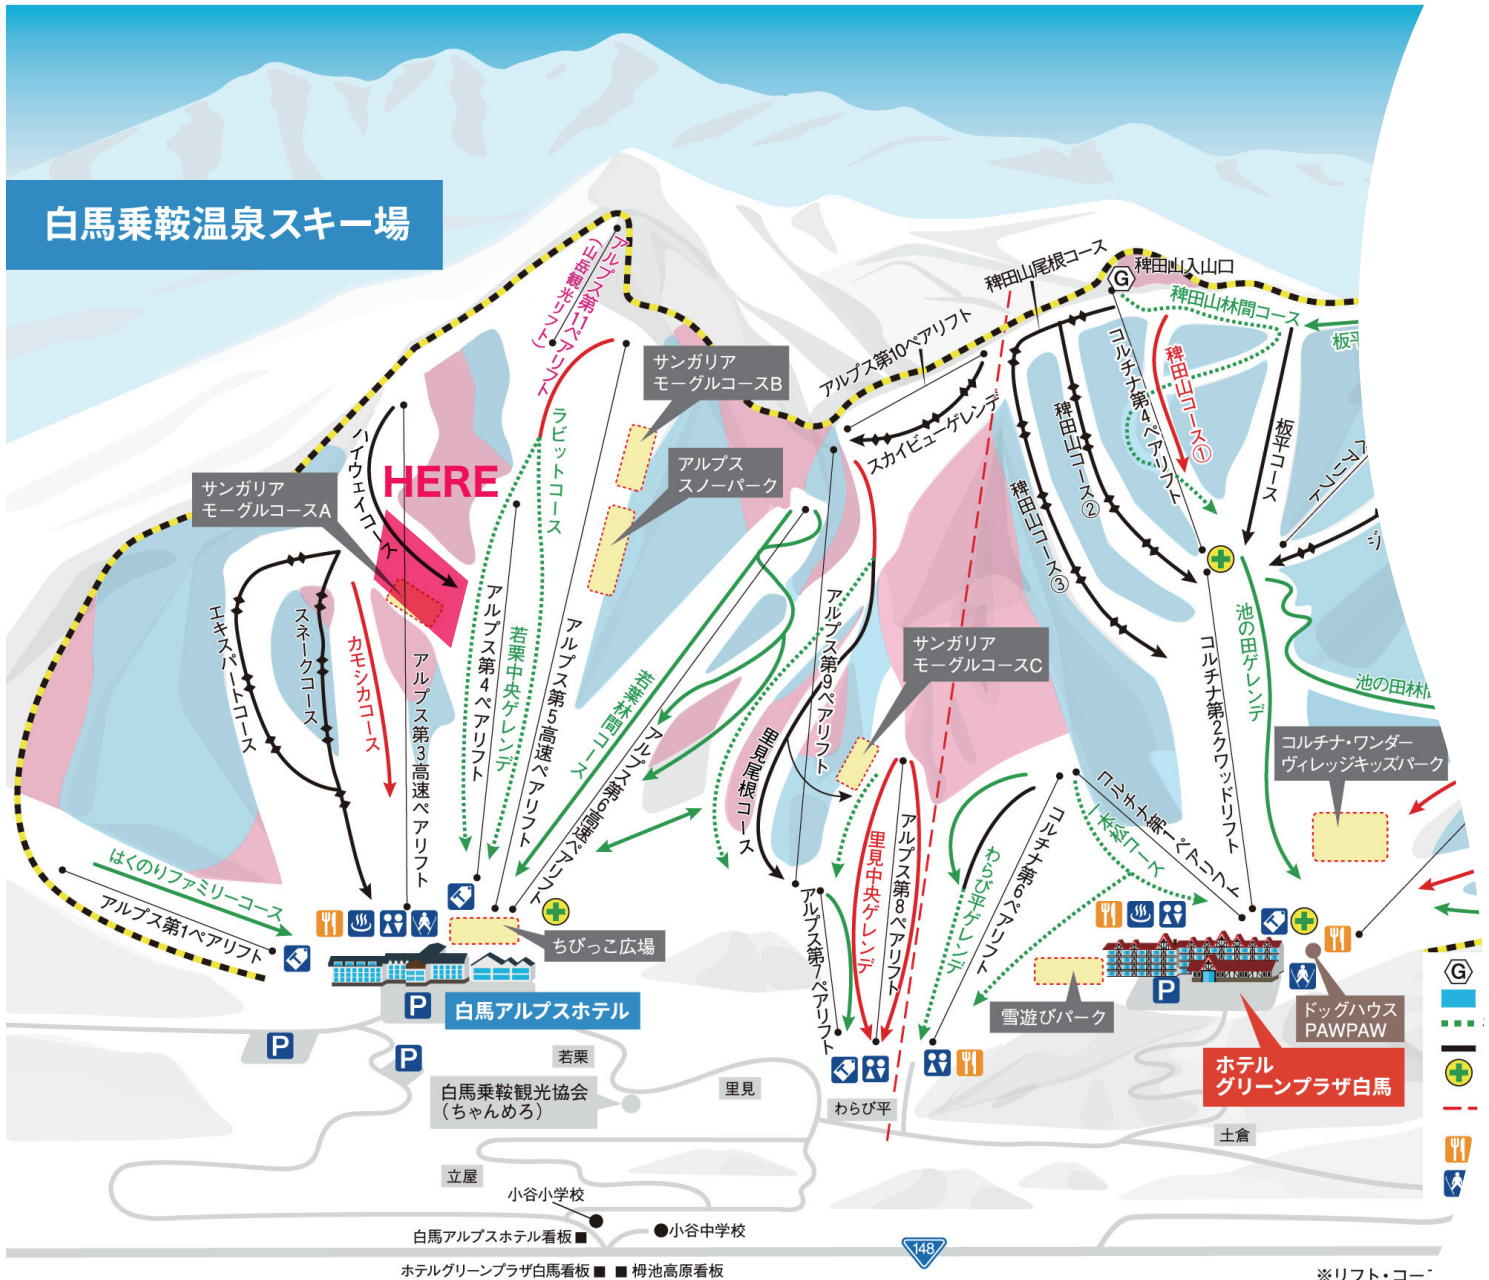 白馬乗鞍温泉スキー場
アルプス第11ペアリフト
(山岳観光リフト)
稗田山尾根コース
稗田山入山口
G
稗田山林間コース
板平
アルプス第10ペアリフト
サンガリア
モーグルコースB
スカイビューゲレンデ
コルチナ第4ペアリフト
稗田山コース①
稗田山コース②
稗田山コース③
板平コース
ペアリフト
ジ
ハイウェイコース
HERE
サンガリア
モーグルコースA
ラビットコース
アルプス
スノーパーク
エキスパートコース
スネークコース
カモシカコース
アルプス第3高速ペアリフト
アルプス第4ペアリフト
若栗中央ゲレンデ
アルプス第5高速ペアリフト
若葉林間コース
アルプス第6高速ペアリフト
アルプス第9ペアリフト
里見尾根コース
サンガリア
モーグルコースC
コルチナ第2クワッドリフト
池の田ゲレンデ
池の田林間
コルチナ・ワンダー
ヴィレッジキッズパーク
コルチナ第1ペアリフト
一本松コース
コルチナ第6ペアリフト
わらび平ゲレンデ
アルプス第8ペアリフト
里見中央ゲレンデ
アルプス第7ペアリフト
はくのりファミリーコース
アルプス第1ペアリフト
ちびっこ広場
P
白馬アルプスホテル
雪遊びパーク
P
ドッグハウス
PAWPAW
G
ホテル
グリーンプラザ白馬
P
P
若栗
白馬乗鞍観光協会
(ちゃんめろ)
里見
わらび平
土倉
立屋
小谷小学校
小谷中学校
白馬アルプスホテル看板
148
ホテルグリーンプラザ白馬看板
栂池高原看板
※リフト・コー